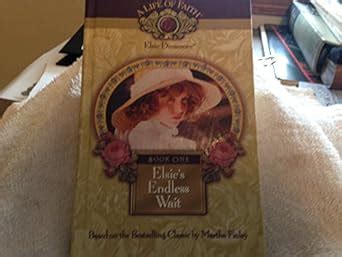 A LIFE OF FAITH
Elsie Dinsmore
BOOK ONE
Elsie's
Endless
Wait
Based on the Bestselling Classic by Martha Finley